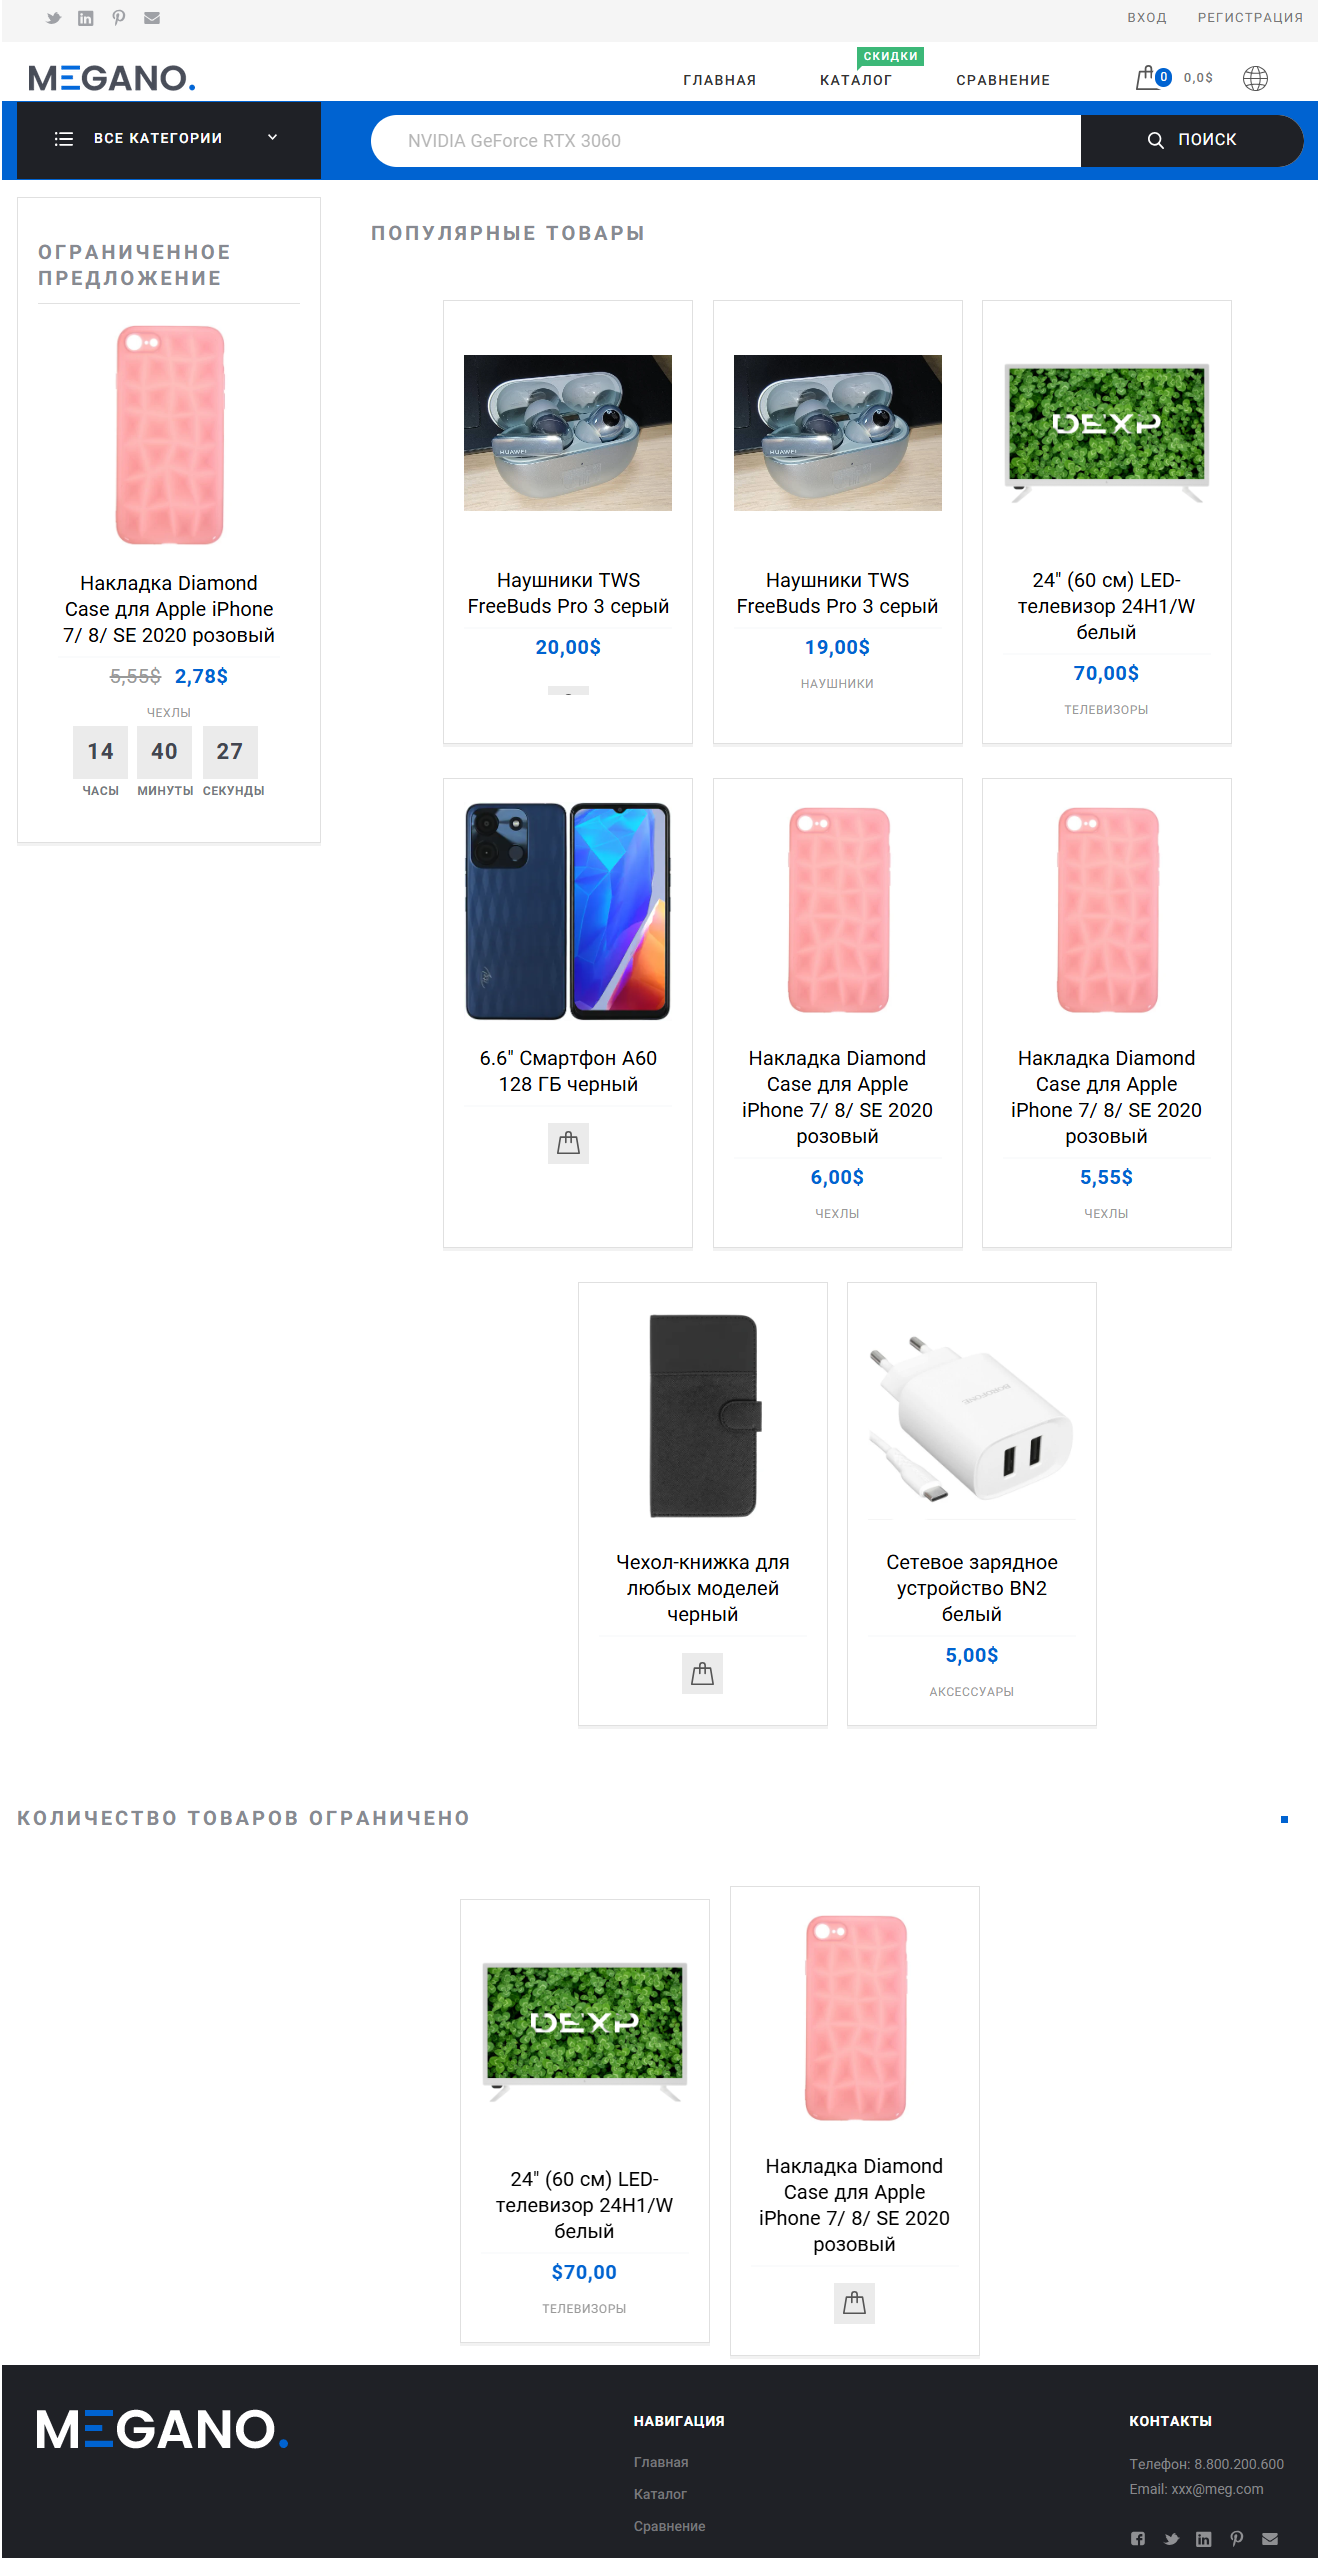 ВХОД РЕГИСТРАЦИЯ
MEGANO.
ГЛАВНАЯ КАТАЛОГ СКИДКИ СРАВНЕНИЕ 0 0,0$
ВСЕ КАТЕГОРИИ NVIDIA GeForce RTX 3060 ПОИСК
ОГРАНИЧЕННОЕ
ПРЕДЛОЖЕНИЕ
Накладка Diamond
Case для Apple iPhone
7/ 8/ SE 2020 розовый
5,55$ 2,78$
ЧЕХЛЫ
14 40 27
ЧАСЫ МИНУТЫ СЕКУНДЫ
ПОПУЛЯРНЫЕ ТОВАРЫ
HUAWEI
Наушники TWS
FreeBuds Pro 3 серый
20,00$
HUAWEI
Наушники TWS
FreeBuds Pro 3 серый
19,00$
НАУШНИКИ
DEXP
24" (60 см) LED-
телевизор 24H1/W
белый
70,00$
ТЕЛЕВИЗОРЫ
6.6" Смартфон A60
128 ГБ черный
Накладка Diamond
Case для Apple
iPhone 7/ 8/ SE 2020
розовый
6,00$
ЧЕХЛЫ
Накладка Diamond
Case для Apple
iPhone 7/ 8/ SE 2020
розовый
5,55$
ЧЕХЛЫ
Чехол-книжка для
любых моделей
черный
BOROFONE
Сетевое зарядное
устройство BN2
белый
5,00$
АКСЕССУАРЫ
КОЛИЧЕСТВО ТОВАРОВ ОГРАНИЧЕНО
DEXP
24" (60 см) LED-
телевизор 24H1/W
белый
$70,00
ТЕЛЕВИЗОРЫ
Накладка Diamond
Case для Apple
iPhone 7/ 8/ SE 2020
розовый
MEGANO.
НАВИГАЦИЯ
Главная
Каталог
Сравнение
КОНТАКТЫ
Телефон: 8.800.200.600
Email: xxx@meg.com